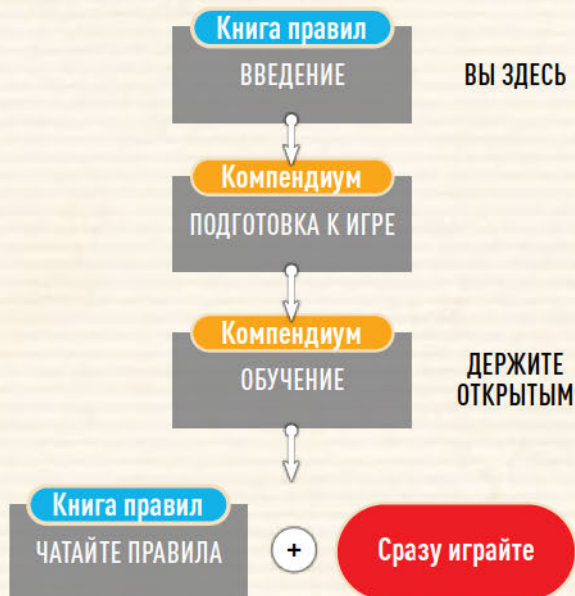 Книга правил
ВВЕДЕНИЕ
ВЫ ЗДЕСЬ
Компендиум
ПОДГОТОВКА К ИГРЕ
Компендиум
ОБУЧЕНИЕ
ДЕРЖИТЕ
ОТКРЫТЫМ
Книга правил
ЧАТАЙТЕ ПРАВИЛА
+
Сразу играйте